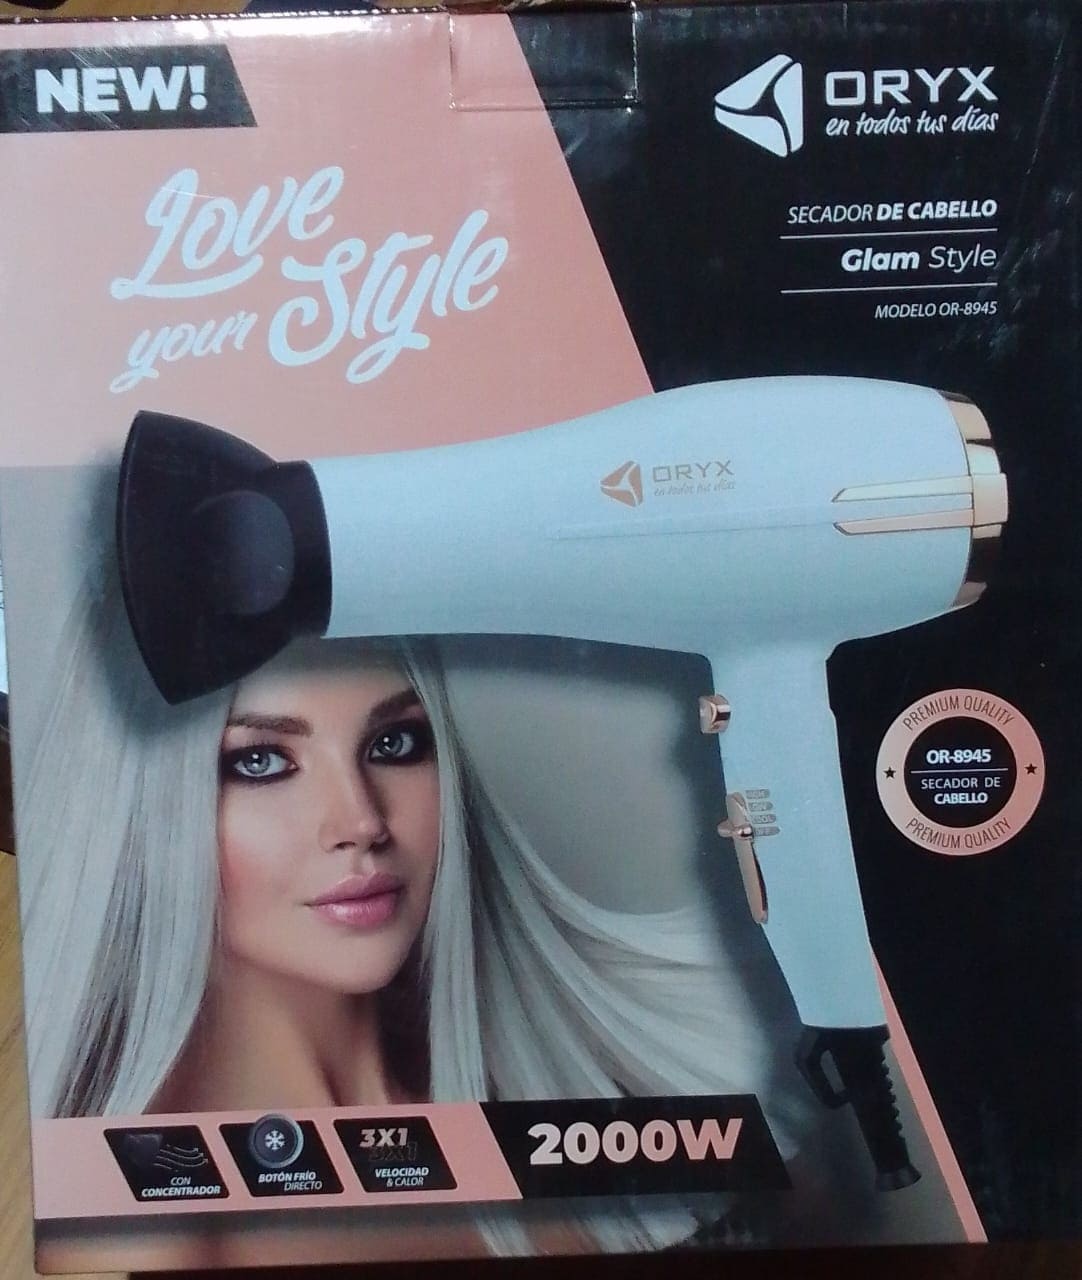 NEW!
ORYX
en todos tus días
SECADOR DE CABELLO
Glam Style
MODELO OR-8945
Love
your Style
ORYX
en todos tus días
PREMIUM QUALITY
OR-8945
SECADOR DE
CABELLO
PREMIUM QUALITY
CON
CONCENTRADOR
BOTÓN FRÍO
DIRECTO
3X1
3X1
VELOCIDAD
& CALOR
2000W